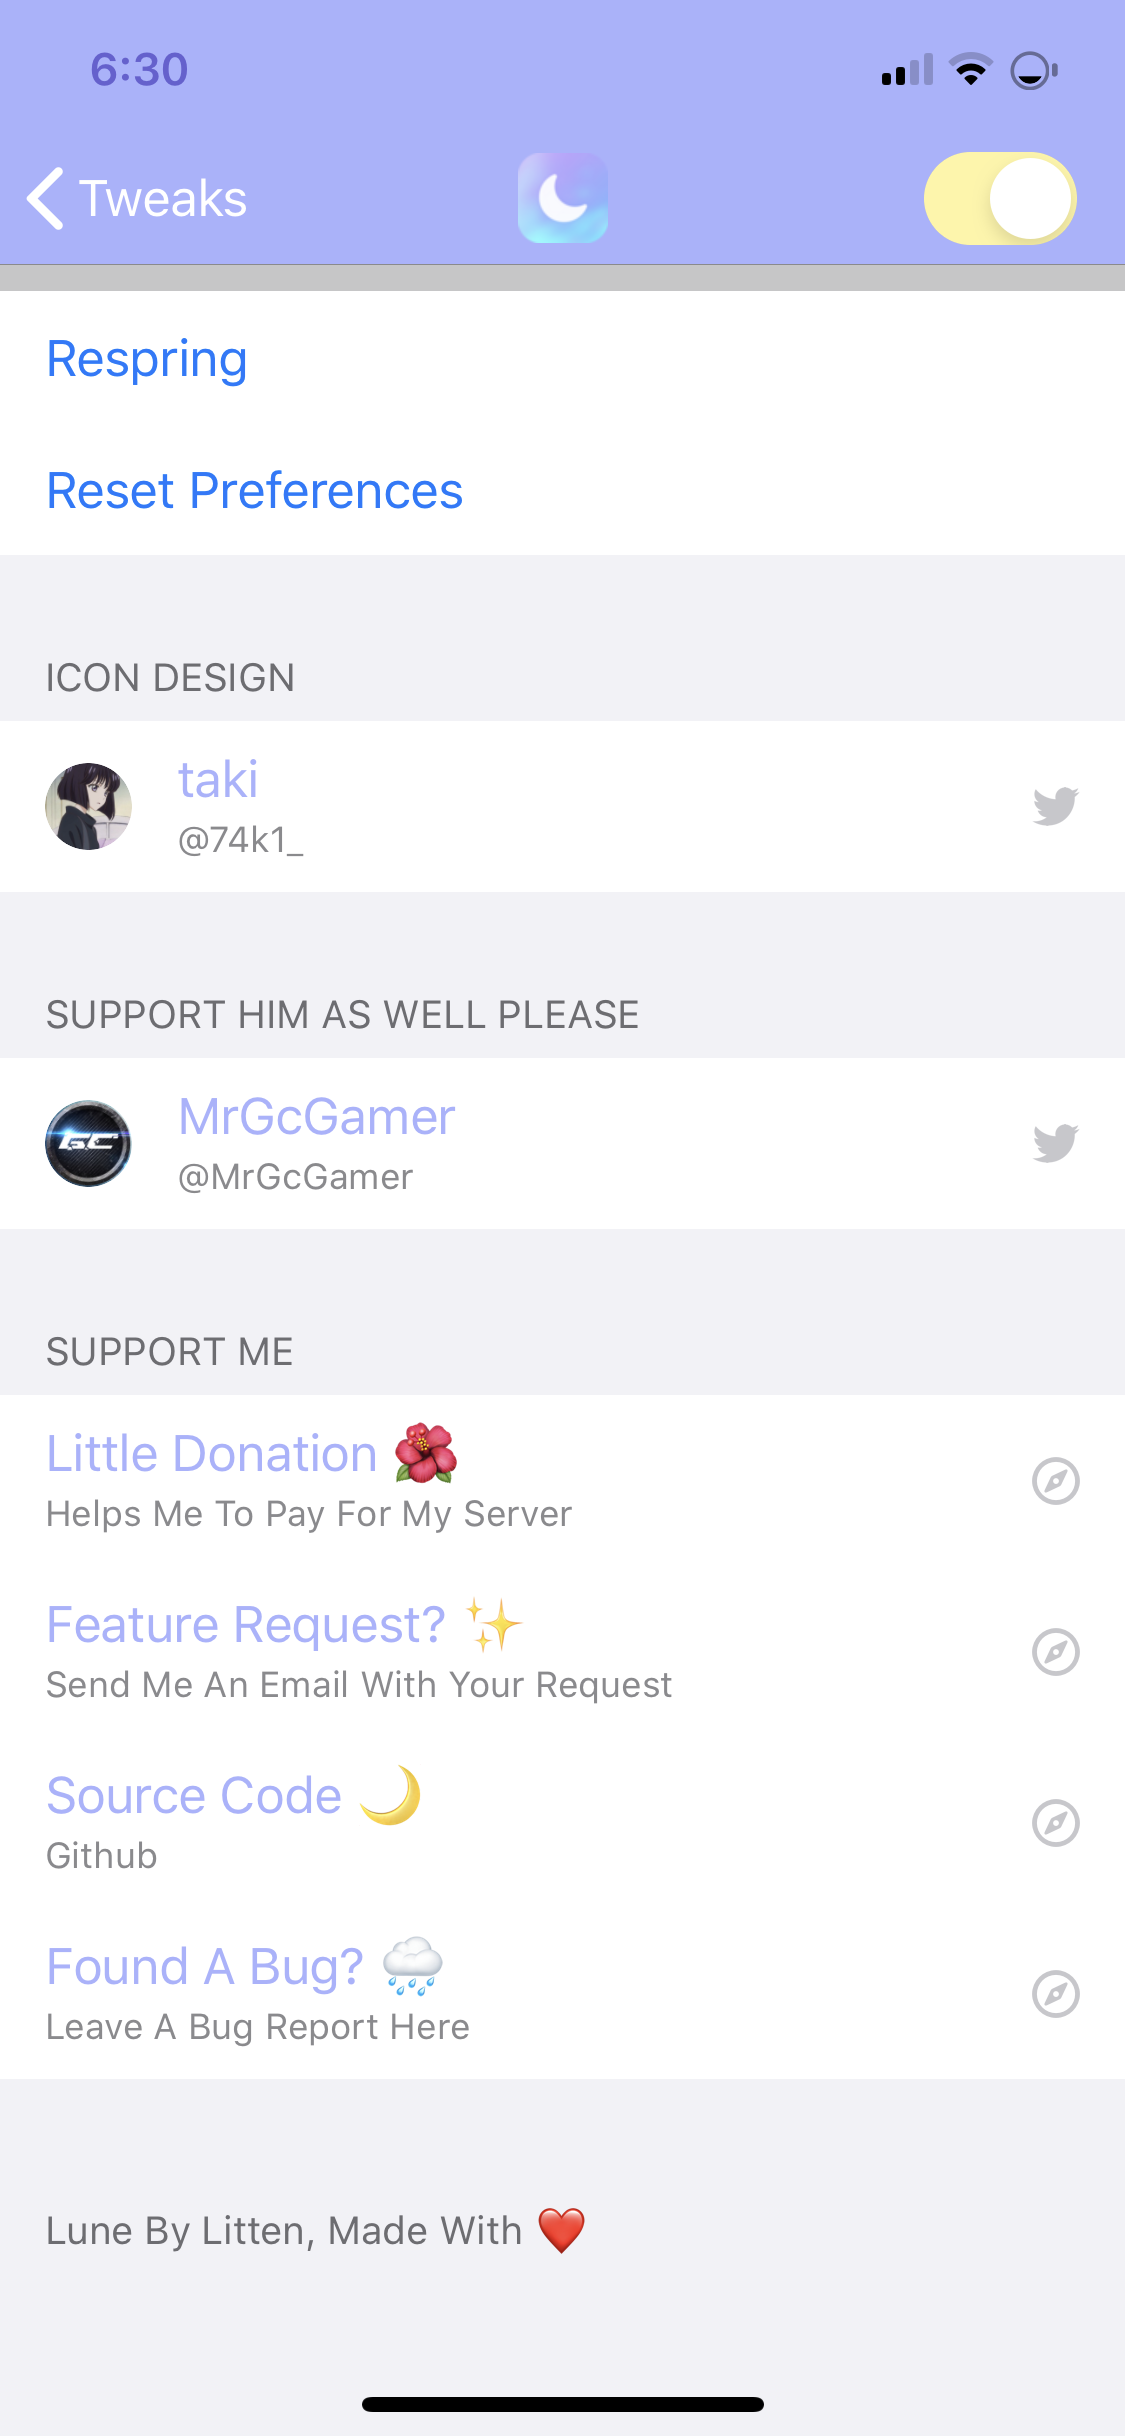 6:30
Tweaks
Respring
Reset Preferences
ICON DESIGN
taki
@74k1_
SUPPORT HIM AS WELL PLEASE
GC
MrGcGamer
@MrGcGamer
SUPPORT ME
Little Donation 🌺
Helps Me To Pay For My Server
Feature Request? ✨
Send Me An Email With Your Request
Source Code 🌙
Github
Found A Bug? 🌧️
Leave A Bug Report Here
Lune By Litten, Made With ❤️